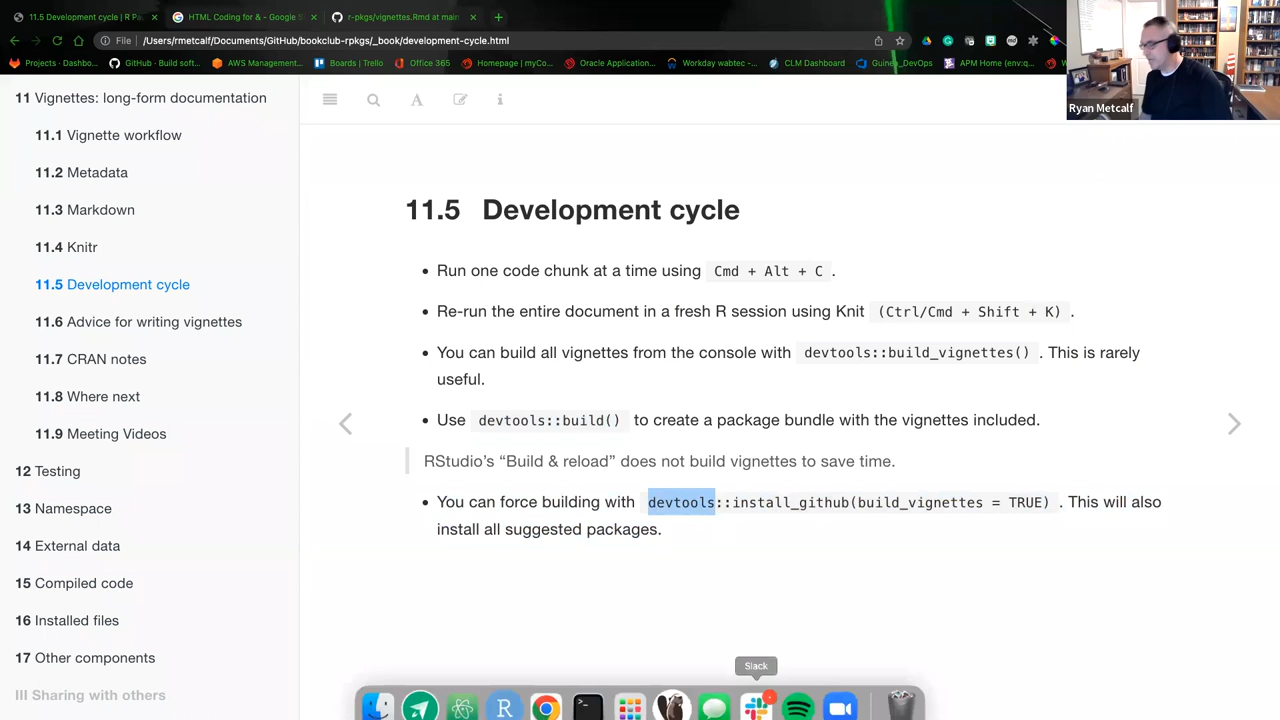 11.5 Development cycle | R Pa
HTML Coding for & - Google S
r-pkgs/vignettes.Rmd at main
File
/Users/rmetcalf/Documents/GitHub/bookclub-rpkgs/_book/development-cycle.html
Projects · Dashbo...
GitHub · Build soft...
AWS Management...
Boards | Trello
Office 365
Homepage | myCo...
Oracle Application...
Workday wabtec -...
CLM Dashboard
Guinea_DevOps
APM Home (env:q...
Ryan Metcalf
11 Vignettes: long-form documentation
11.1 Vignette workflow
11.2 Metadata
11.3 Markdown
11.4 Knitr
11.5 Development cycle
11.6 Advice for writing vignettes
11.7 CRAN notes
11.8 Where next
11.9 Meeting Videos
12 Testing
13 Namespace
14 External data
15 Compiled code
16 Installed files
17 Other components
III Sharing with others
11.5 Development cycle
• Run one code chunk at a time using Cmd + Alt + C .
• Re-run the entire document in a fresh R session using Knit (Ctrl/Cmd + Shift + K) .
• You can build all vignettes from the console with devtools::build_vignettes() . This is rarely
useful.
• Use devtools::build() to create a package bundle with the vignettes included.
RStudio's “Build & reload” does not build vignettes to save time.
• You can force building with devtools::install_github(build_vignettes = TRUE) . This will also
install all suggested packages.
Slack